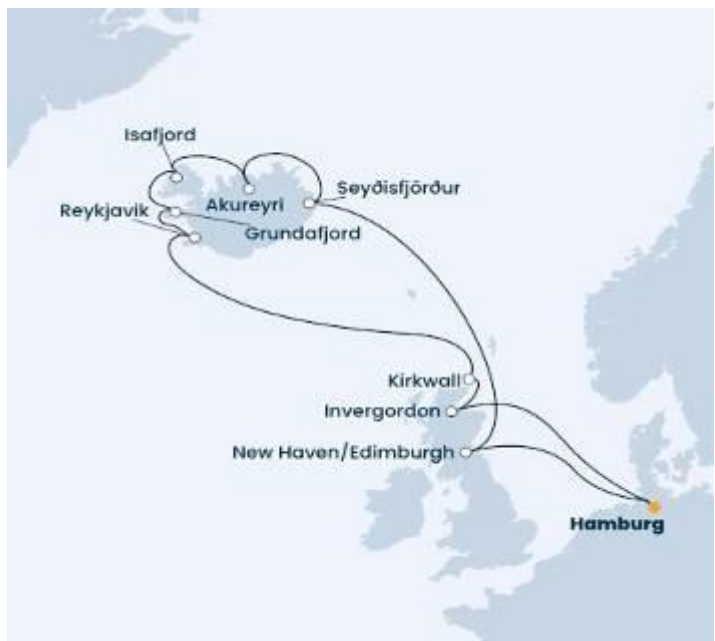 Isafjord
Seyðisfjörður
Akureyri
Reykjavik
Grundafjord
Kirkwall
Invergordon
New Haven/Edimburgh
Hamburg